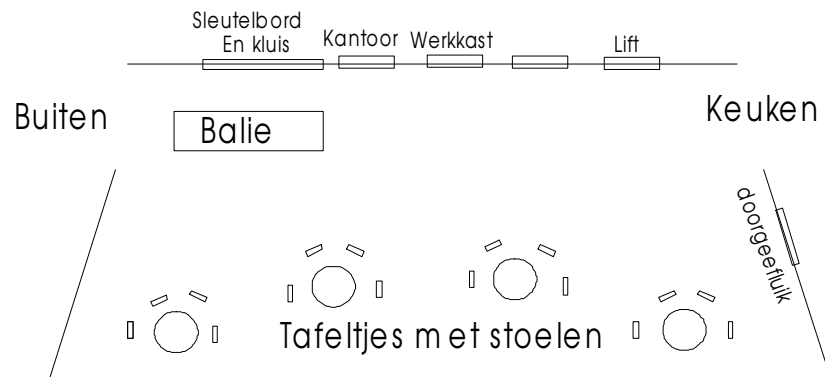 Sleutelbord
En kluis
Kantoor
Werkkast
Lift
Buiten
Balie
Keuken
doorgeefluik
Tafeltjes met stoelen